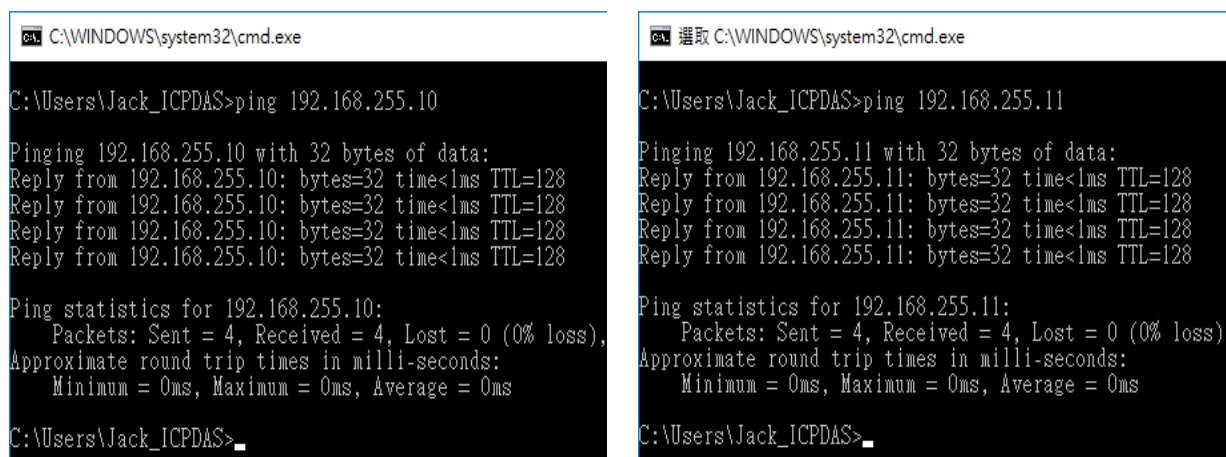 C:\WINDOWS\system32\cmd.exe
C:\Users\Jack_ICPDAS>ping 192.168.255.10
Pinging 192.168.255.10 with 32 bytes of data:
Reply from 192.168.255.10: bytes=32 time<1ms TTL=128
Reply from 192.168.255.10: bytes=32 time<1ms TTL=128
Reply from 192.168.255.10: bytes=32 time<1ms TTL=128
Reply from 192.168.255.10: bytes=32 time<1ms TTL=128
Ping statistics for 192.168.255.10:
Packets: Sent = 4, Received = 4, Lost = 0 (0% loss),
Approximate round trip times in milli-seconds:
Minimum = 0ms, Maximum = 0ms, Average = 0ms
C:\Users\Jack_ICPDAS>
選取 C:\WINDOWS\system32\cmd.exe
C:\Users\Jack_ICPDAS>ping 192.168.255.11
Pinging 192.168.255.11 with 32 bytes of data:
Reply from 192.168.255.11: bytes=32 time<1ms TTL=128
Reply from 192.168.255.11: bytes=32 time<1ms TTL=128
Reply from 192.168.255.11: bytes=32 time<1ms TTL=128
Reply from 192.168.255.11: bytes=32 time<1ms TTL=128
Ping statistics for 192.168.255.11:
Packets: Sent = 4, Received = 4, Lost = 0 (0% loss)
Approximate round trip times in milli-seconds:
Minimum = 0ms, Maximum = 0ms, Average = 0ms
C:\Users\Jack_ICPDAS>